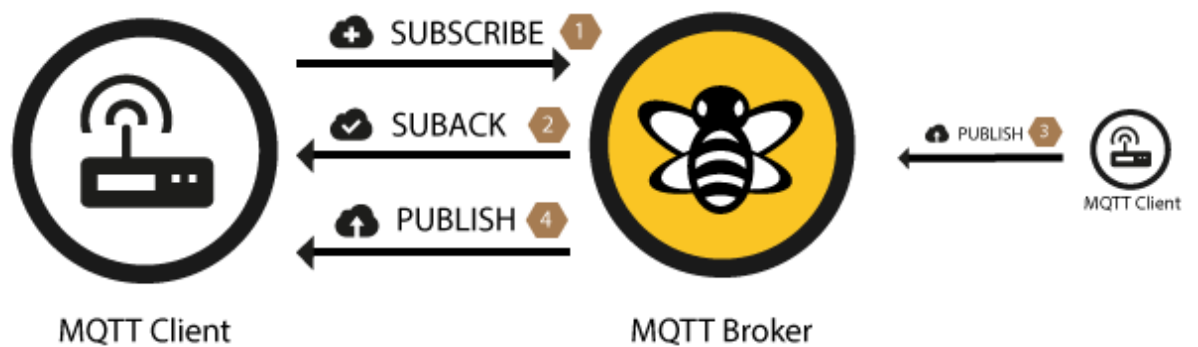 SUBSCRIBE 1
SUBACK 2
PUBLISH 3
PUBLISH 4
MQTT Client
MQTT Client
MQTT Broker